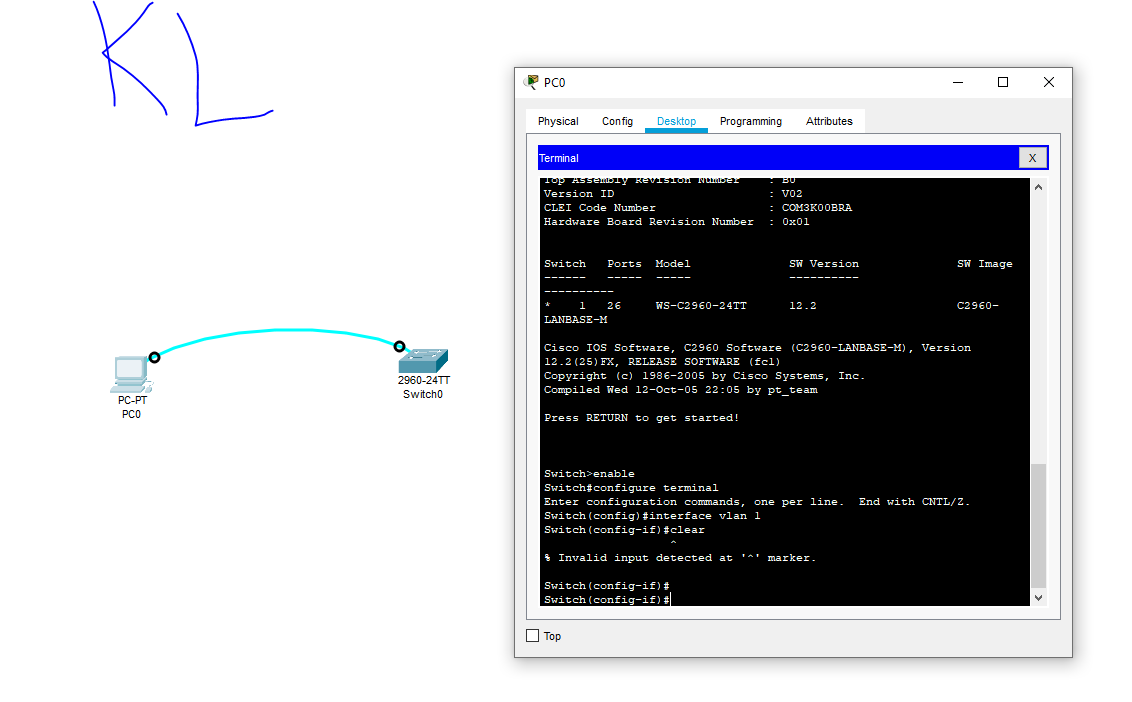 KL
PC0
Physical Config Desktop Programming Attributes
Terminal X
Top Assembly Revision Number : B0
Version ID : V02
CLEI Code Number : COM3K00BRA
Hardware Board Revision Number : 0x01
Switch Ports Model SW Version SW Image
------ ----- ----- ---------- 
----------
* 1 26 WS-C2960-24TT 12.2 C2960-
LANBASE-M
Cisco IOS Software, C2960 Software (C2960-LANBASE-M), Version
12.2(25)FX, RELEASE SOFTWARE (fc1)
Copyright (c) 1986-2005 by Cisco Systems, Inc.
Compiled Wed 12-Oct-05 22:05 by pt_team
Press RETURN to get started!
Switch>enable
Switch#configure terminal
Enter configuration commands, one per line.  End with CNTL/Z.
Switch(config)#interface vlan 1
Switch(config-if)#clear
^
% Invalid input detected at '^' marker.
Switch(config-if)#
Switch(config-if)#
Top
PC-PT
PC0
2960-24TT
Switch0